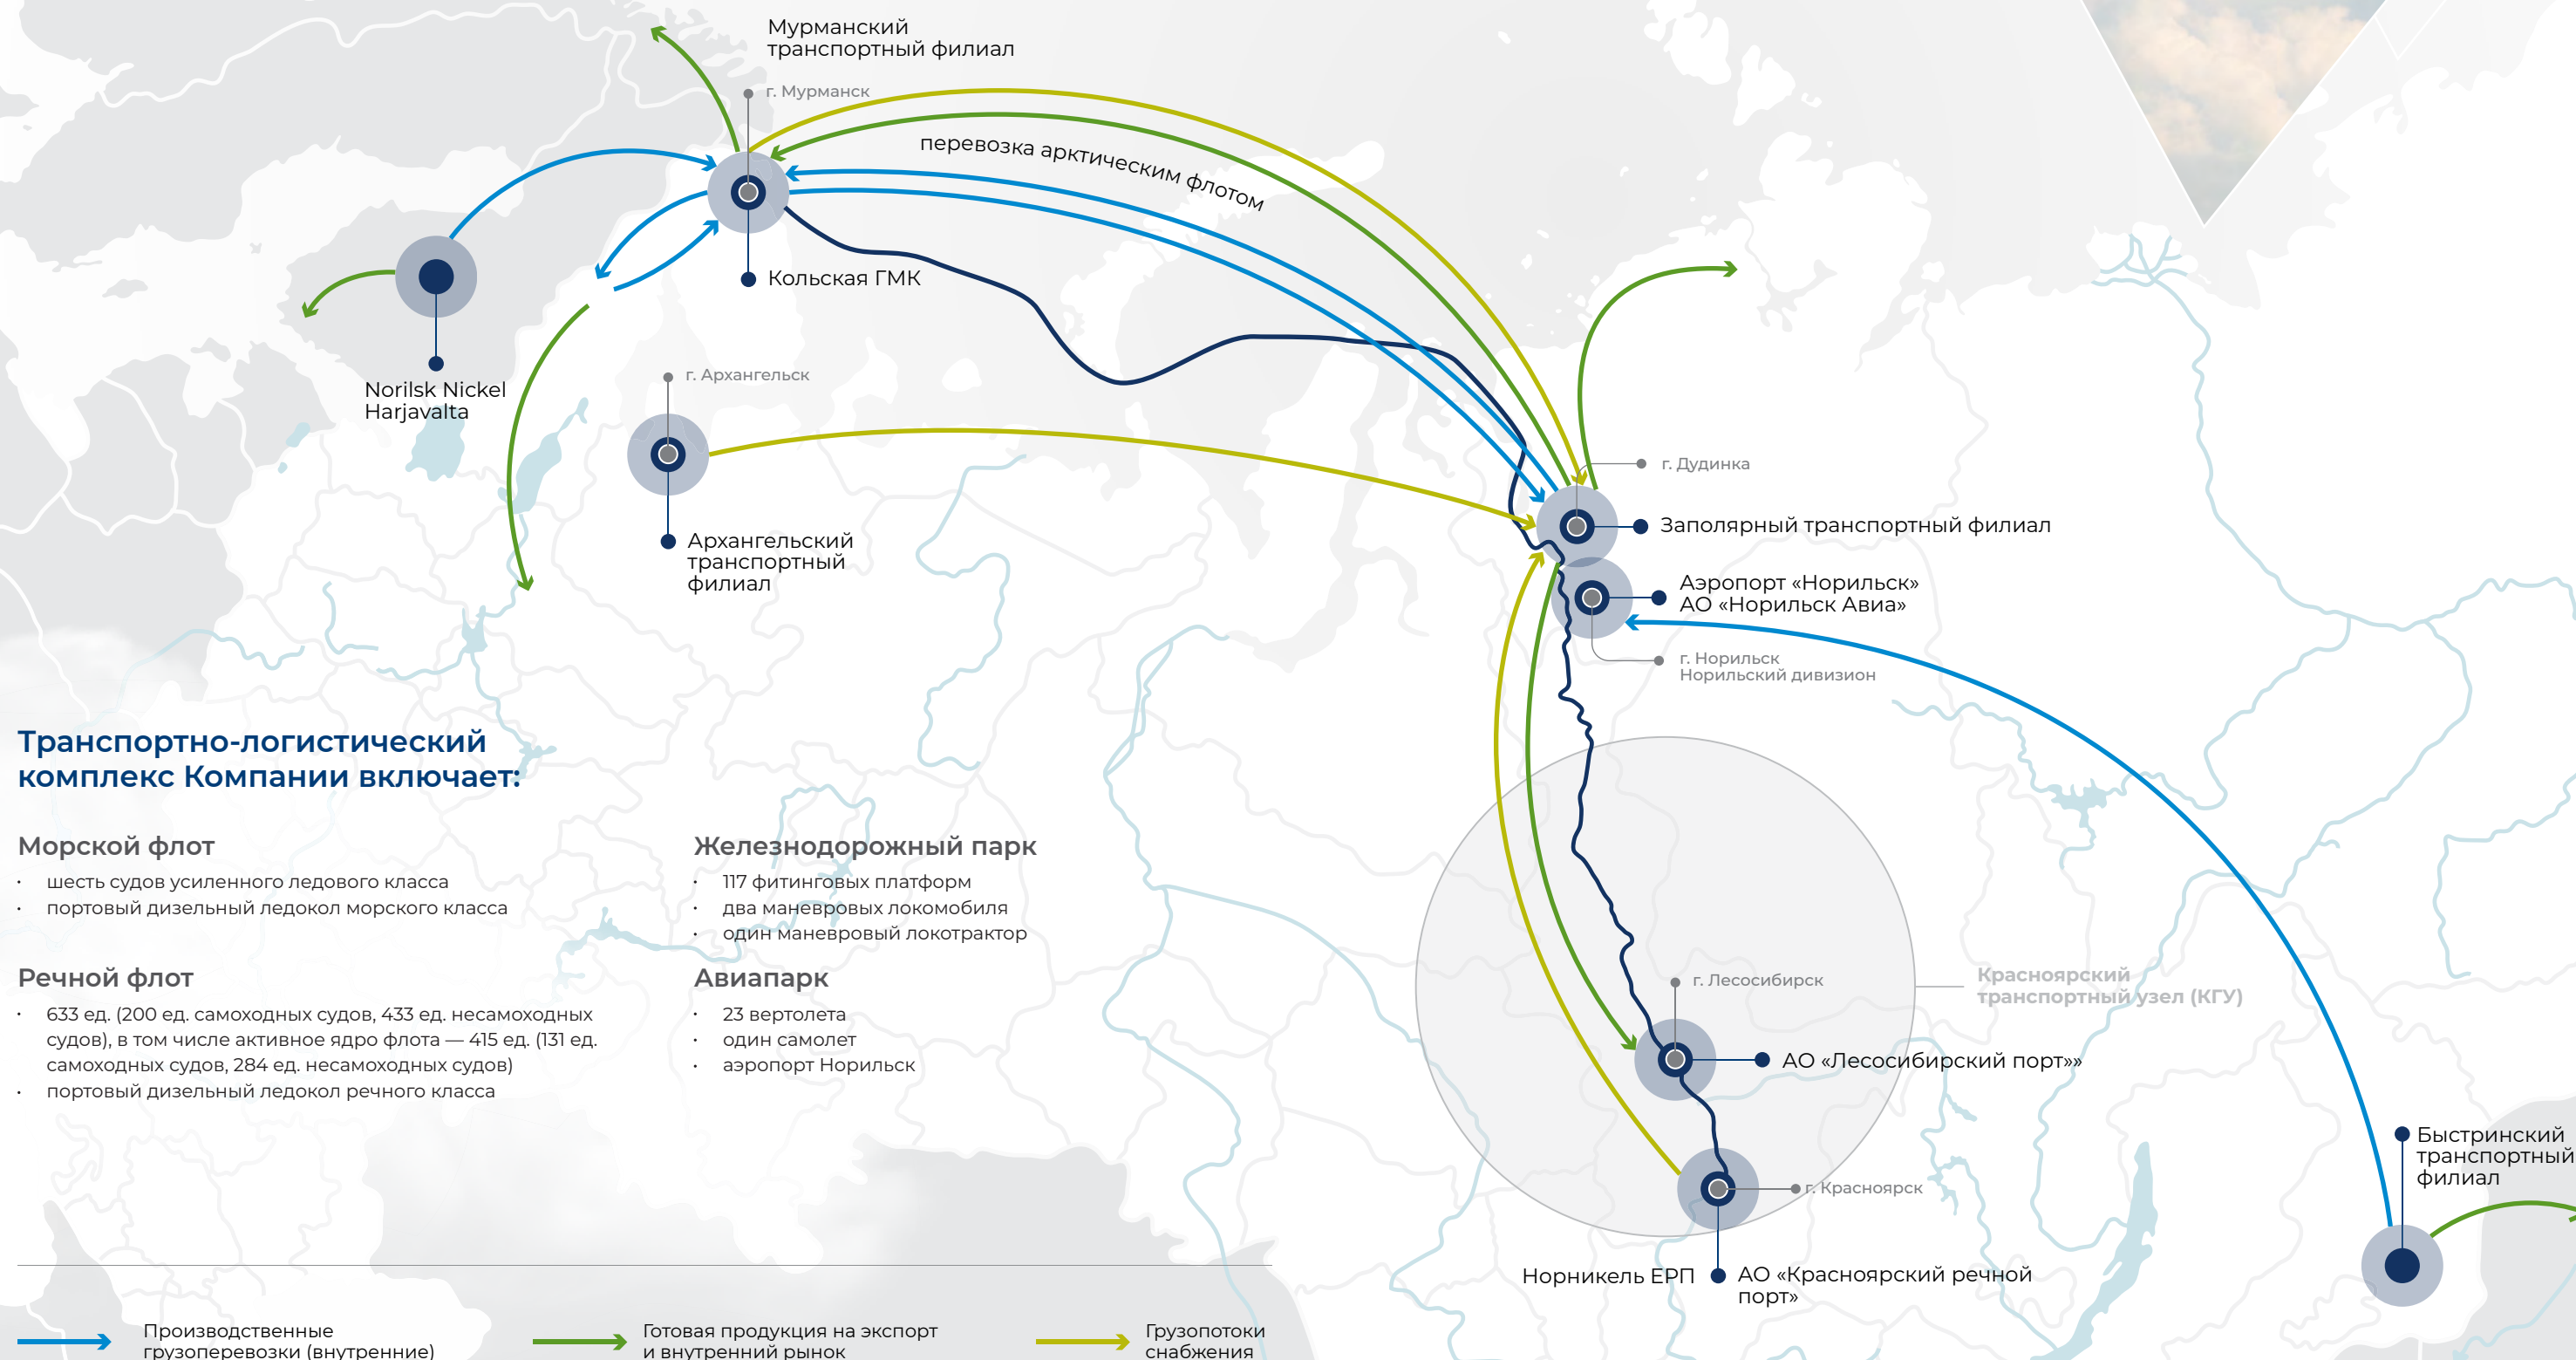 Мурманский
транспортный филиал
г. Мурманск
перевозка арктическим флотом
Кольская ГМК
Norilsk Nickel
Harjavalta
г. Архангельск
Архангельский
транспортный
филиал
г. Дудинка
Заполярный транспортный филиал
Аэропорт «Норильск»
АО «Норильск Авиа»
г. Норильск
Норильский дивизион
Транспортно-логистический
комплекс Компании включает:
Морской флот
· шесть судов усиленного ледового класса
· портовый дизельный ледокол морского класса
Речной флот
· 633 ед. (200 ед. самоходных судов, 433 ед. несамоходных
судов), в том числе активное ядро флота — 415 ед. (131 ед.
самоходных судов, 284 ед. несамоходных судов)
· портовый дизельный ледокол речного класса
Железнодорожный парк
· 117 фитинговых платформ
· два маневровых локомобиля
· один маневровый локотрактор
Авиапарк
· 23 вертолета
· один самолет
· аэропорт Норильск
г. Лесосибирск
Красноярский
транспортный узел (КГУ)
АО «Лесосибирский порт»»
Быстринский
транспортный
филиал
г. Красноярск
Норникель ЕРП
АО «Красноярский речной
порт»
Производственные
грузоперевозки (внутренние)
Готовая продукция на экспорт
и внутренний рынок
Грузопотоки
снабжения